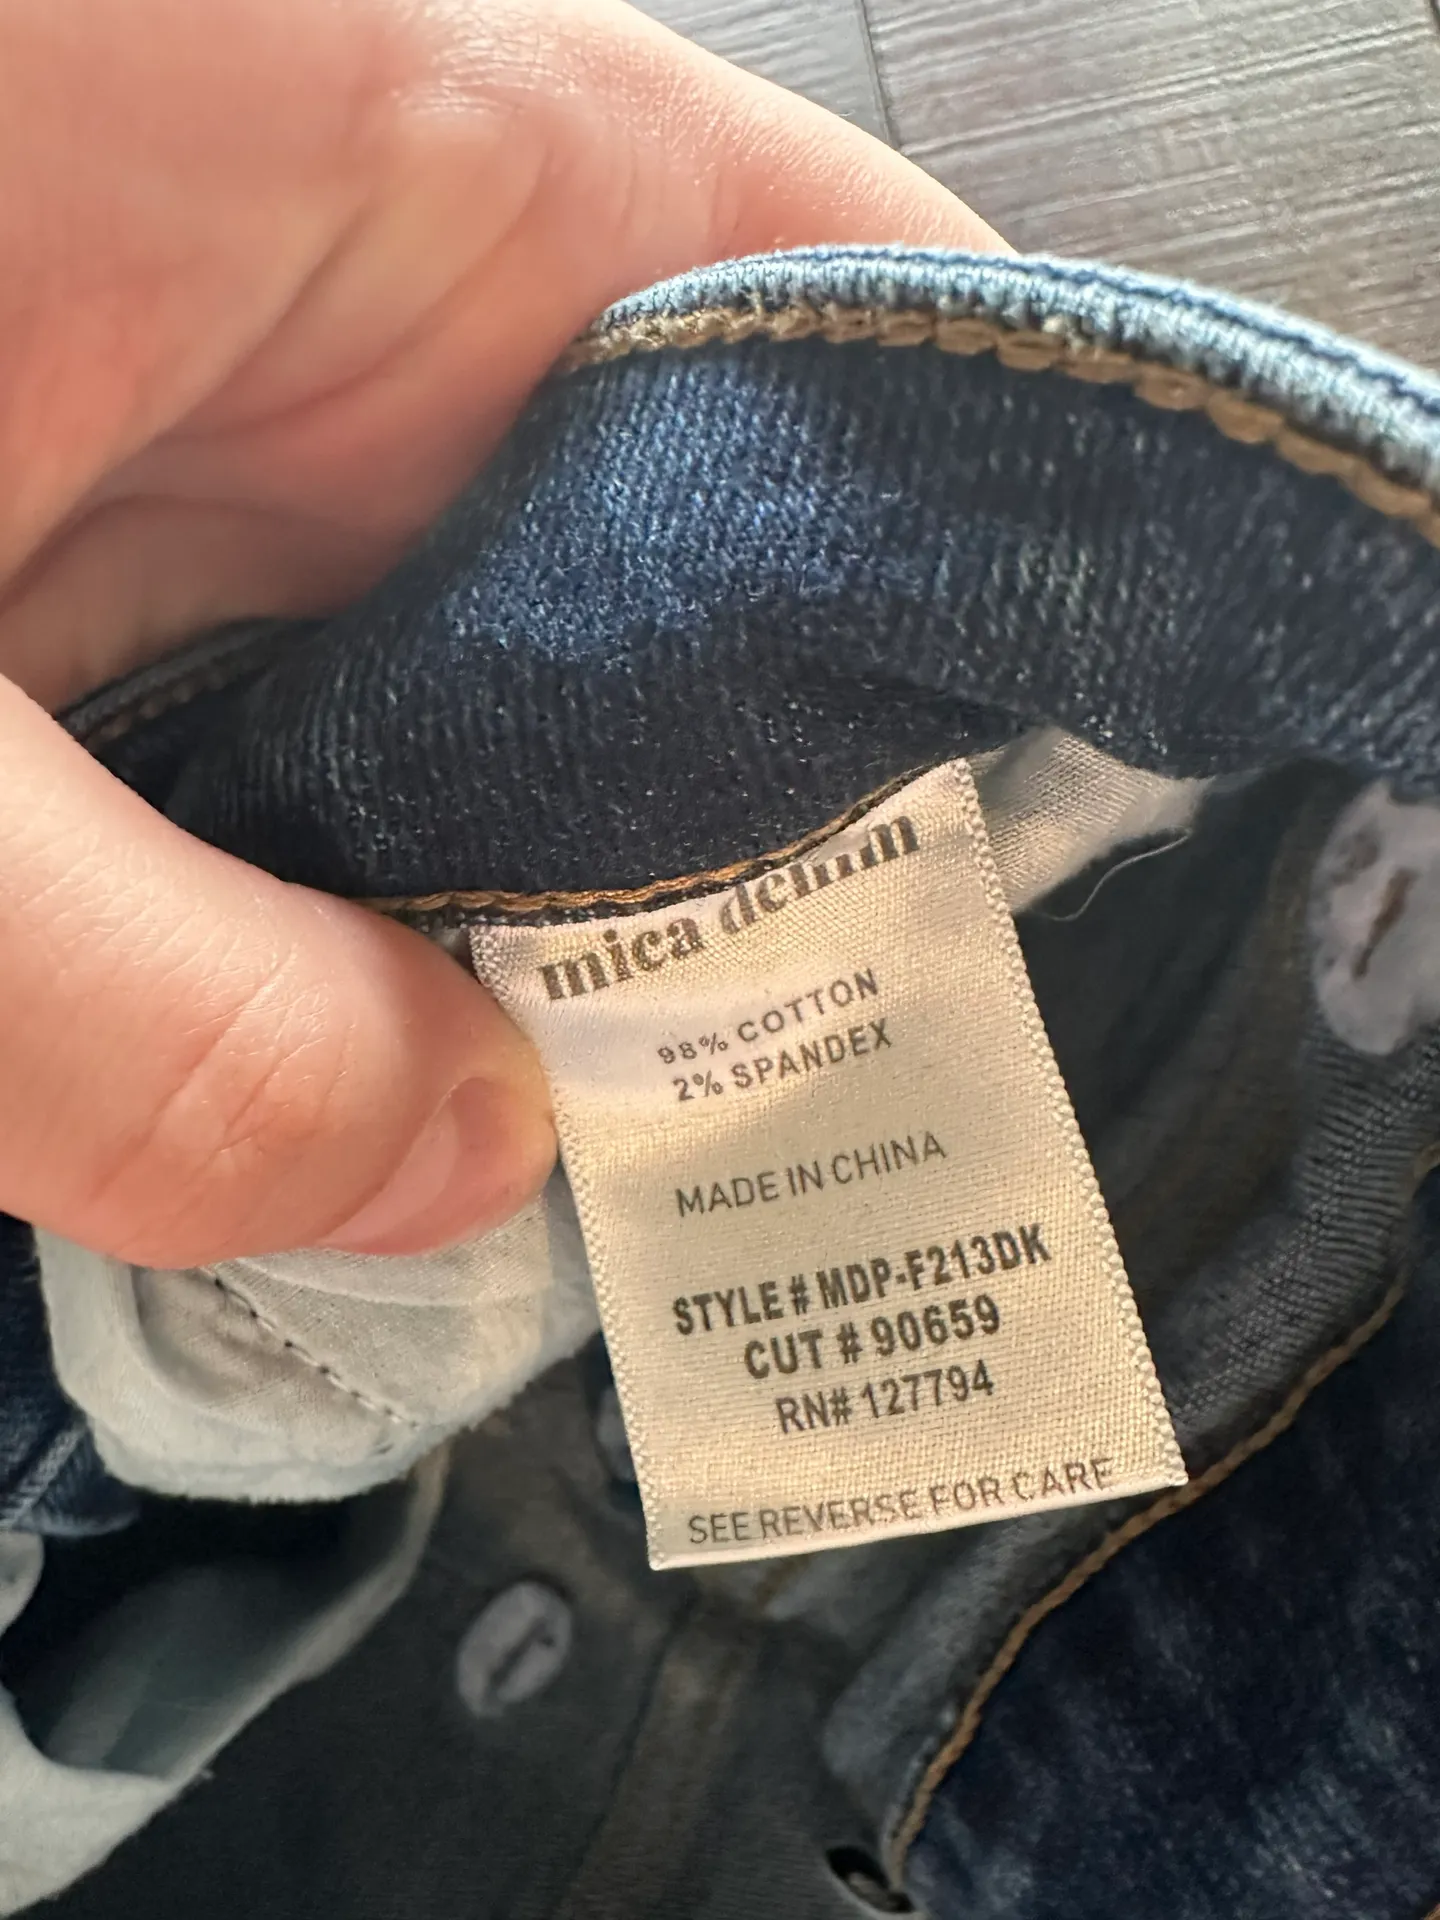 mica denim
98% COTTON
2% SPANDEX
MADE IN CHINA
STYLE # MDP-F213DK
CUT # 90659
RN# 127794
SEE REVERSE FOR CARE